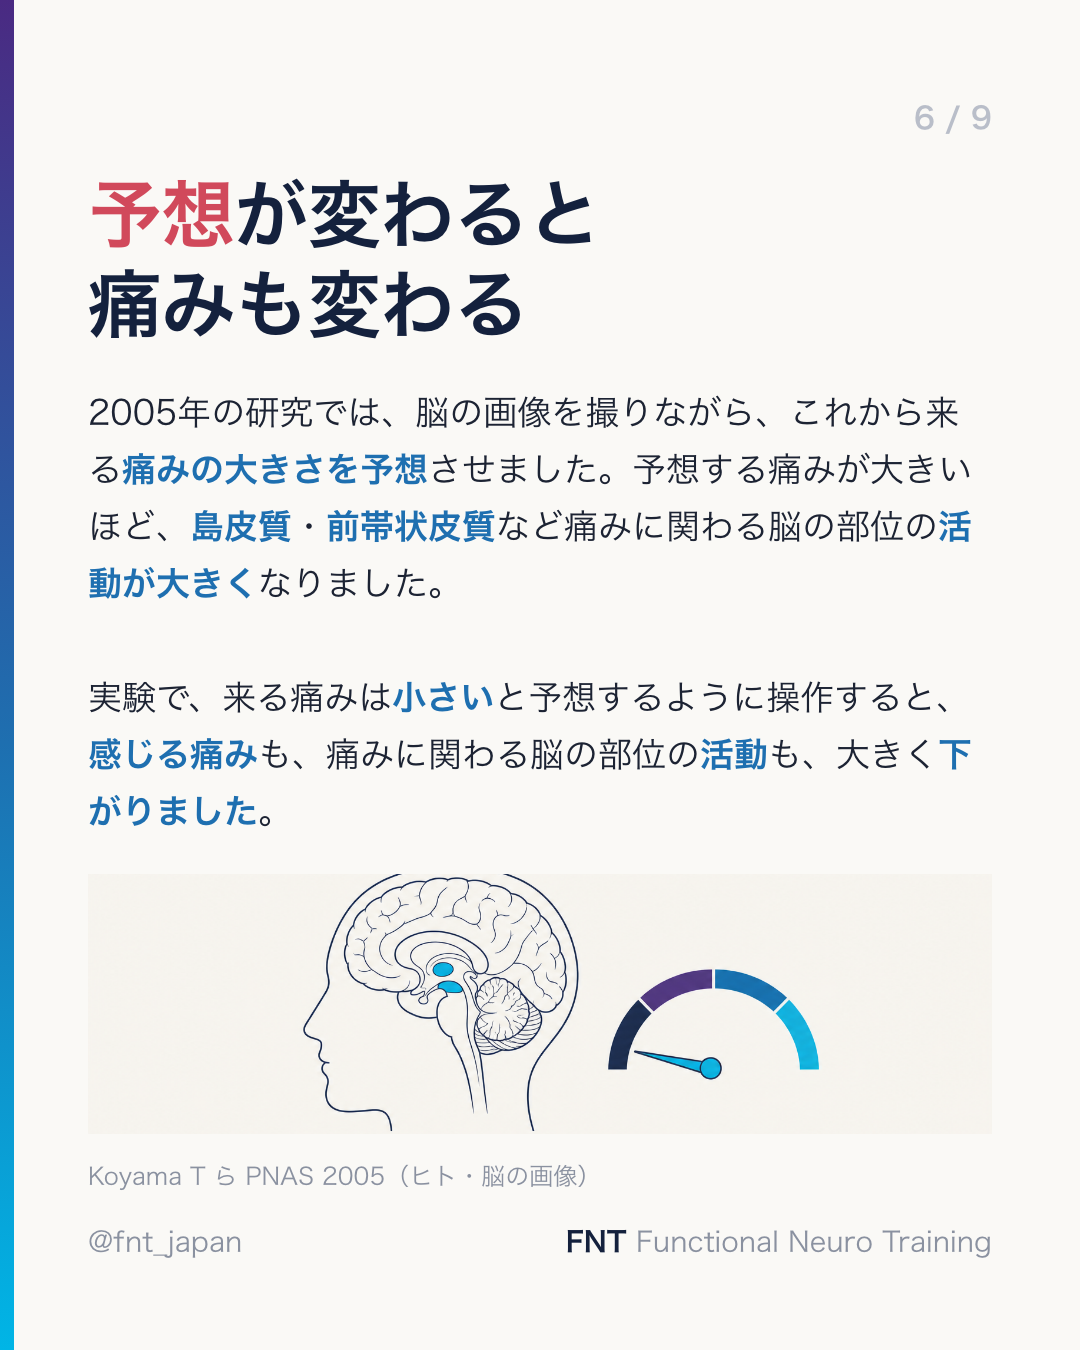 6 / 9
予想が変わると
痛みも変わる
2005年の研究では、脳の画像を撮りながら、これから来
る痛みの大きさを予想させました。予想する痛みが大きい
ほど、島皮質・前帯状皮質など痛みに関わる脳の部位の活
動が大きくなりました。
実験で、来る痛みは小さいと予想するように操作すると、
感じる痛みも、痛みに関わる脳の部位の活動も、大きく下
がりました。
Koyama T ら PNAS 2005（ヒト・脳の画像）
@fnt_japan
FNT Functional Neuro Training